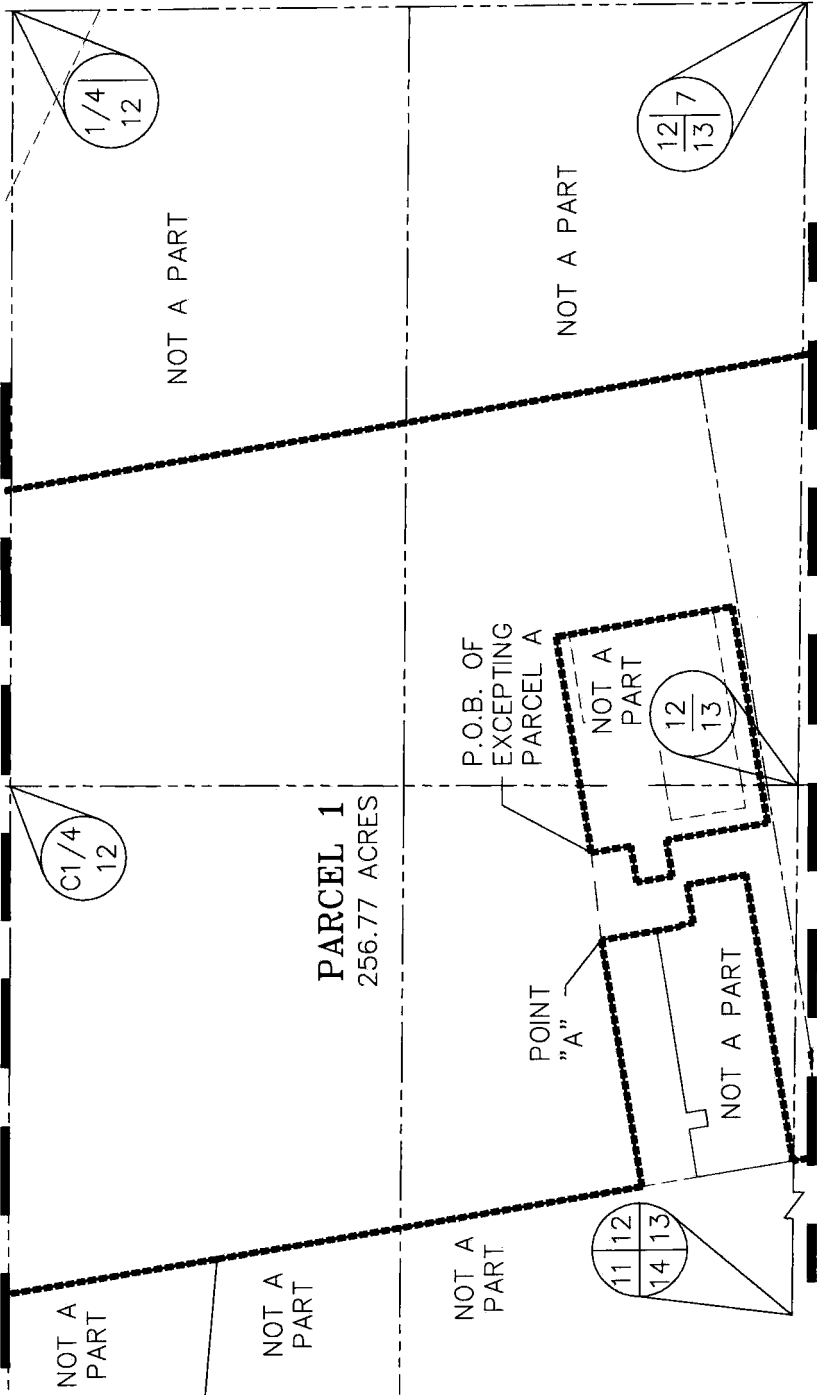 NOT A
PART
C1/4
12
1/4
12
NOT A PART
NOT A
PART
PARCEL 1
256.77 ACRES
NOT A
PART
P.O.B. OF
EXCEPTING
PARCEL A
POINT
"A"
NOT A PART
NOT A
PART
11 12
14 13
12 7
13
12
13
NOT A PART